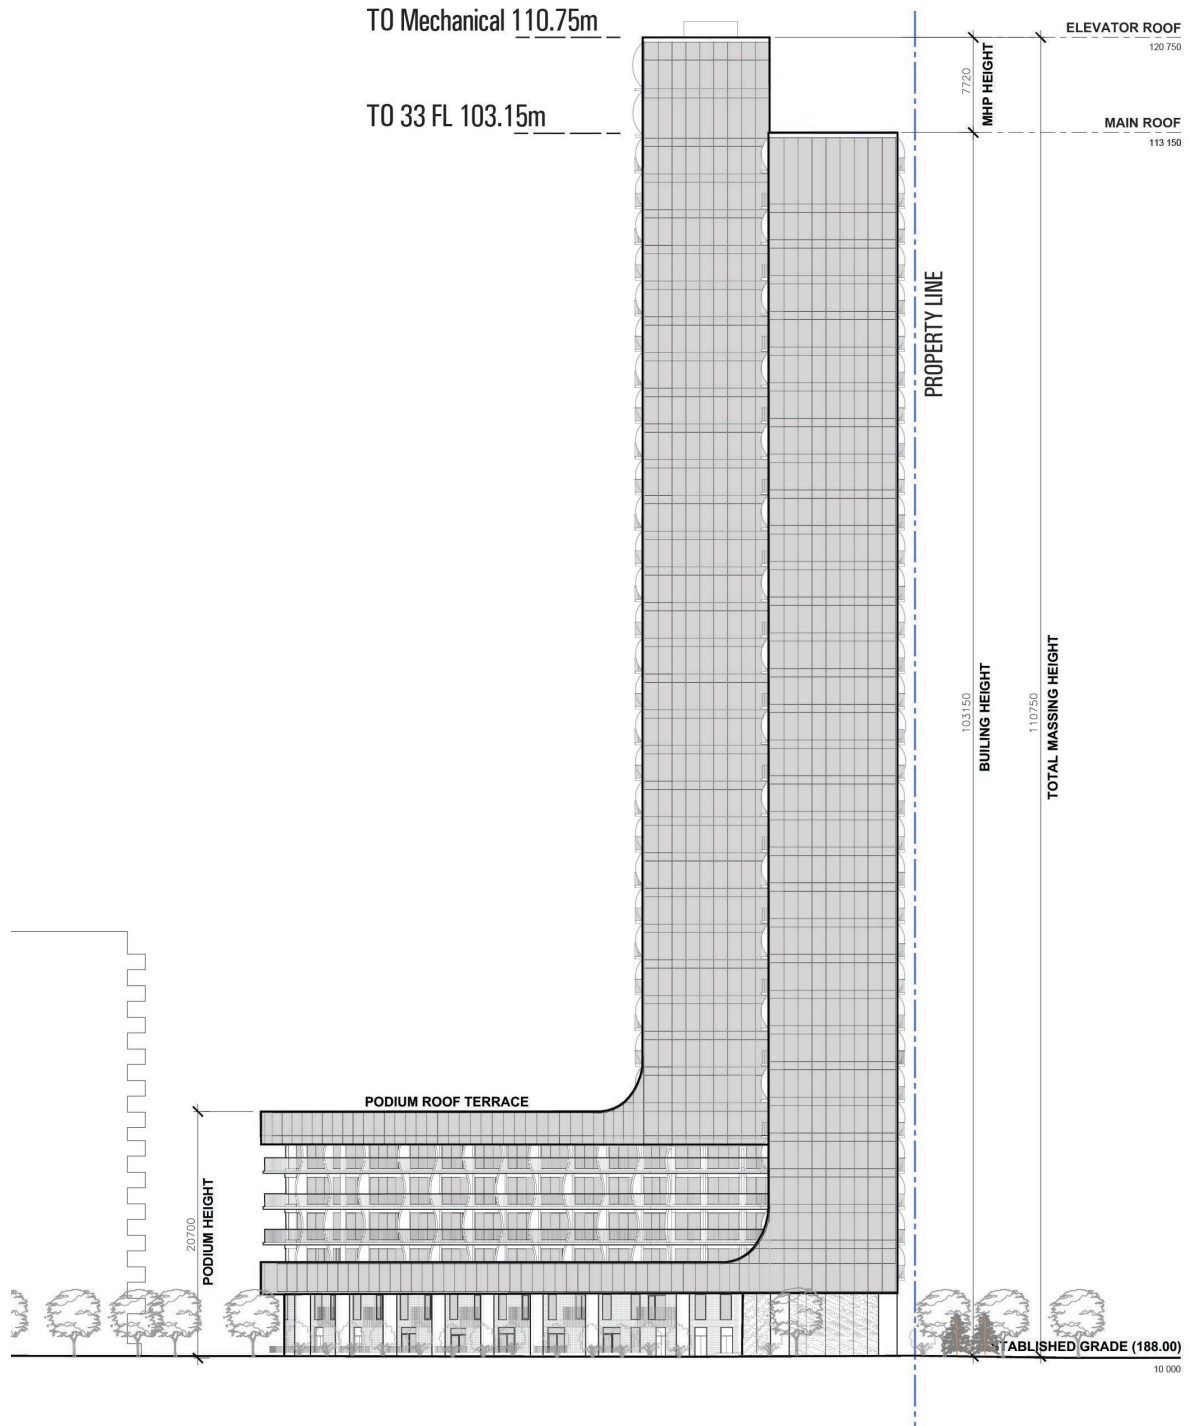 TO Mechanical 110.75m
ELEVATOR ROOF
120 750
7720
MHP HEIGHT
TO 33 FL 103.15m
MAIN ROOF
113 150
PROPERTY LINE
103150
BUILING HEIGHT
110750
TOTAL MASSING HEIGHT
PODIUM ROOF TERRACE
20700
PODIUM HEIGHT
STABLISHED GRADE (188.00)
10 000